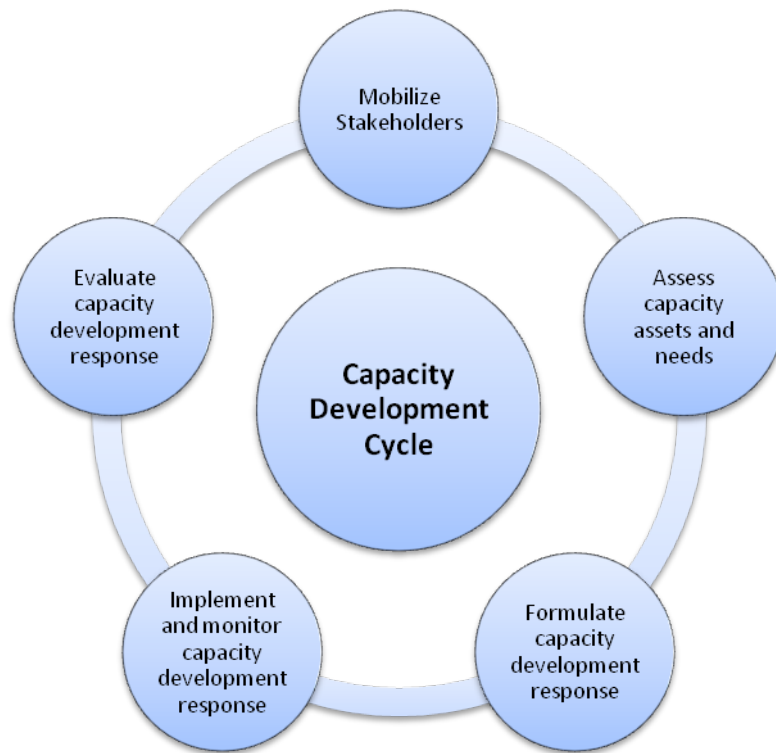 Mobilize
Stakeholders
Assess
capacity
assets and
needs
Formulate
capacity
development
response
Implement
and monitor
capacity
development
response
Evaluate
capacity
development
response
Capacity
Development
Cycle